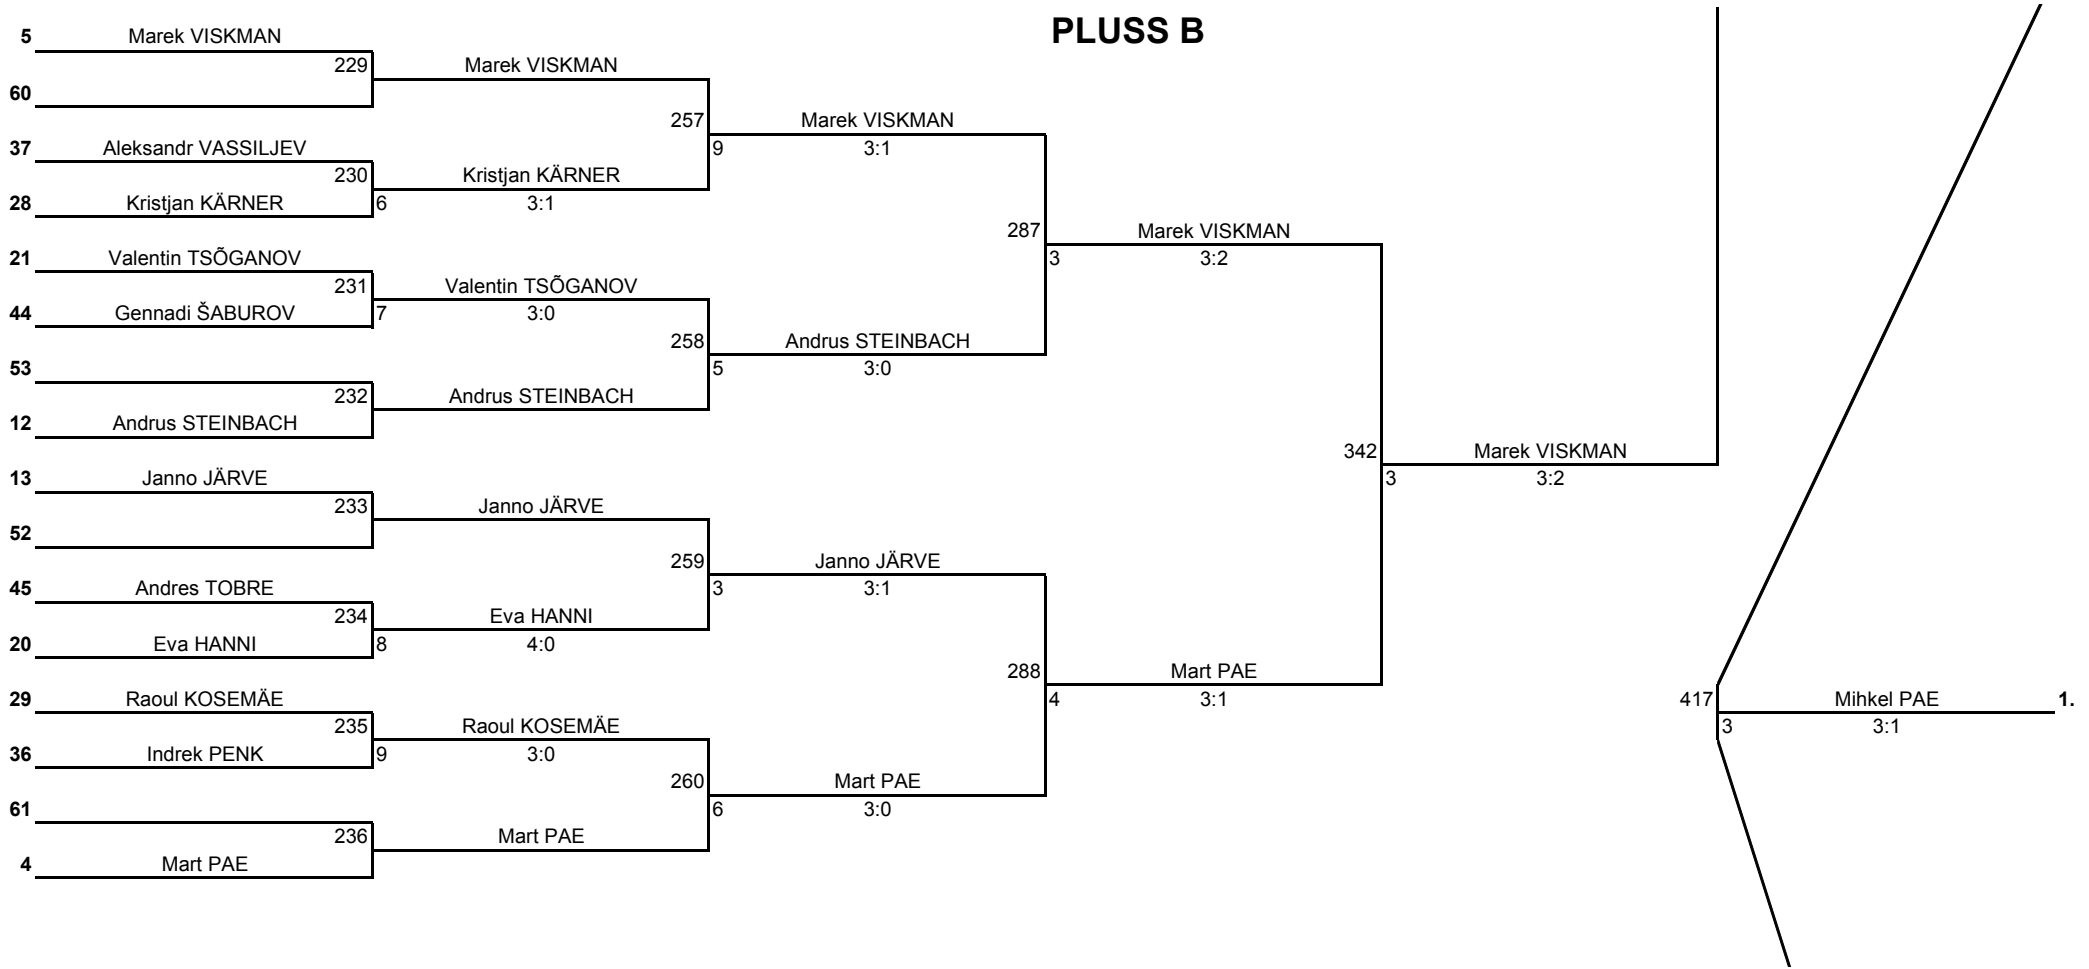 PLUSS B
5 Marek VISKMAN
229 Marek VISKMAN
60
257 Marek VISKMAN
37 Aleksandr VASSILJEV
9 3:1
230 Kristjan KÄRNER
28 Kristjan KÄRNER 6 3:1
287 Marek VISKMAN
21 Valentin TSÕGANOV
3 3:2
231 Valentin TSÕGANOV
44 Gennadi ŠABUROV 7 3:0
258 Andrus STEINBACH
53
5 3:0
232 Andrus STEINBACH
12 Andrus STEINBACH
342 Marek VISKMAN
13 Janno JÄRVE
3 3:2
233 Janno JÄRVE
52
259 Janno JÄRVE
45 Andres TOBRE
3 3:1
234 Eva HANNI
20 Eva HANNI 8 4:0
288 Mart PAE
29 Raoul KOSEMÄE
4 3:1
417 Mihkel PAE 1.
235 Raoul KOSEMÄE
3 3:1
36 Indrek PENK 9 3:0
260 Mart PAE
61
6 3:0
236 Mart PAE
4 Mart PAE